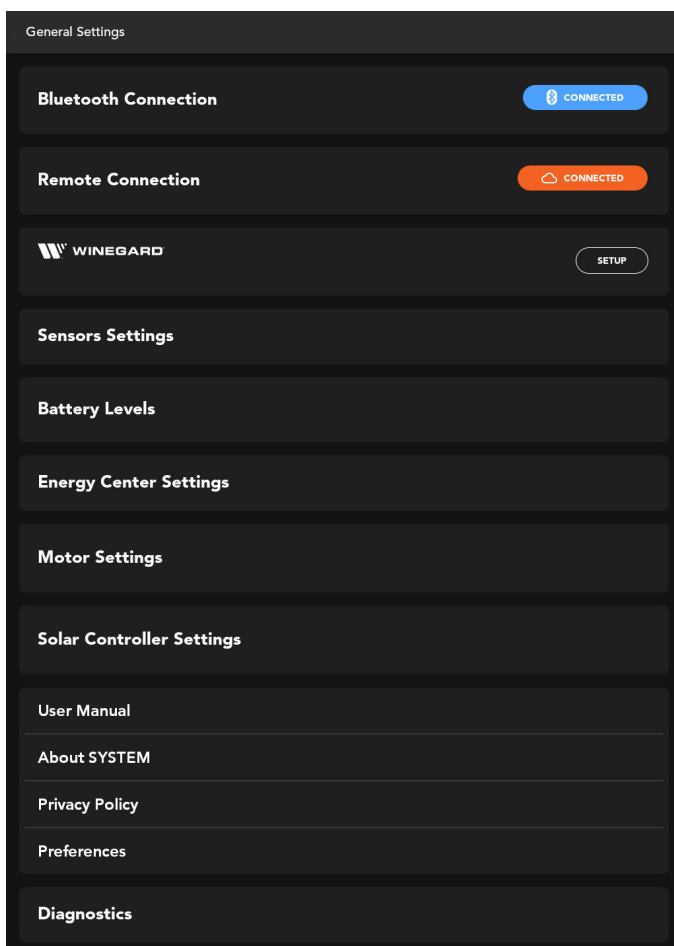 General Settings
Bluetooth Connection
CONNECTED
Remote Connection
CONNECTED
WINEGARD
SETUP
Sensors Settings
Battery Levels
Energy Center Settings
Motor Settings
Solar Controller Settings
User Manual
About SYSTEM
Privacy Policy
Preferences
Diagnostics